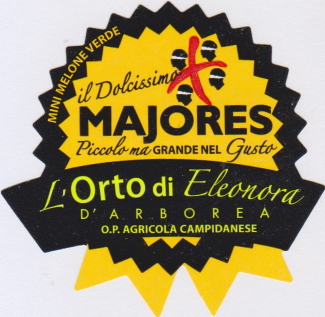 MINI MELONE VERDE
il Dolcissimo
MAJORES
Piccolo ma GRANDE NEL Gusto
L'Orto di Eleonora
D'ARBOREA
O.P. AGRICOLA CAMPIDANESE